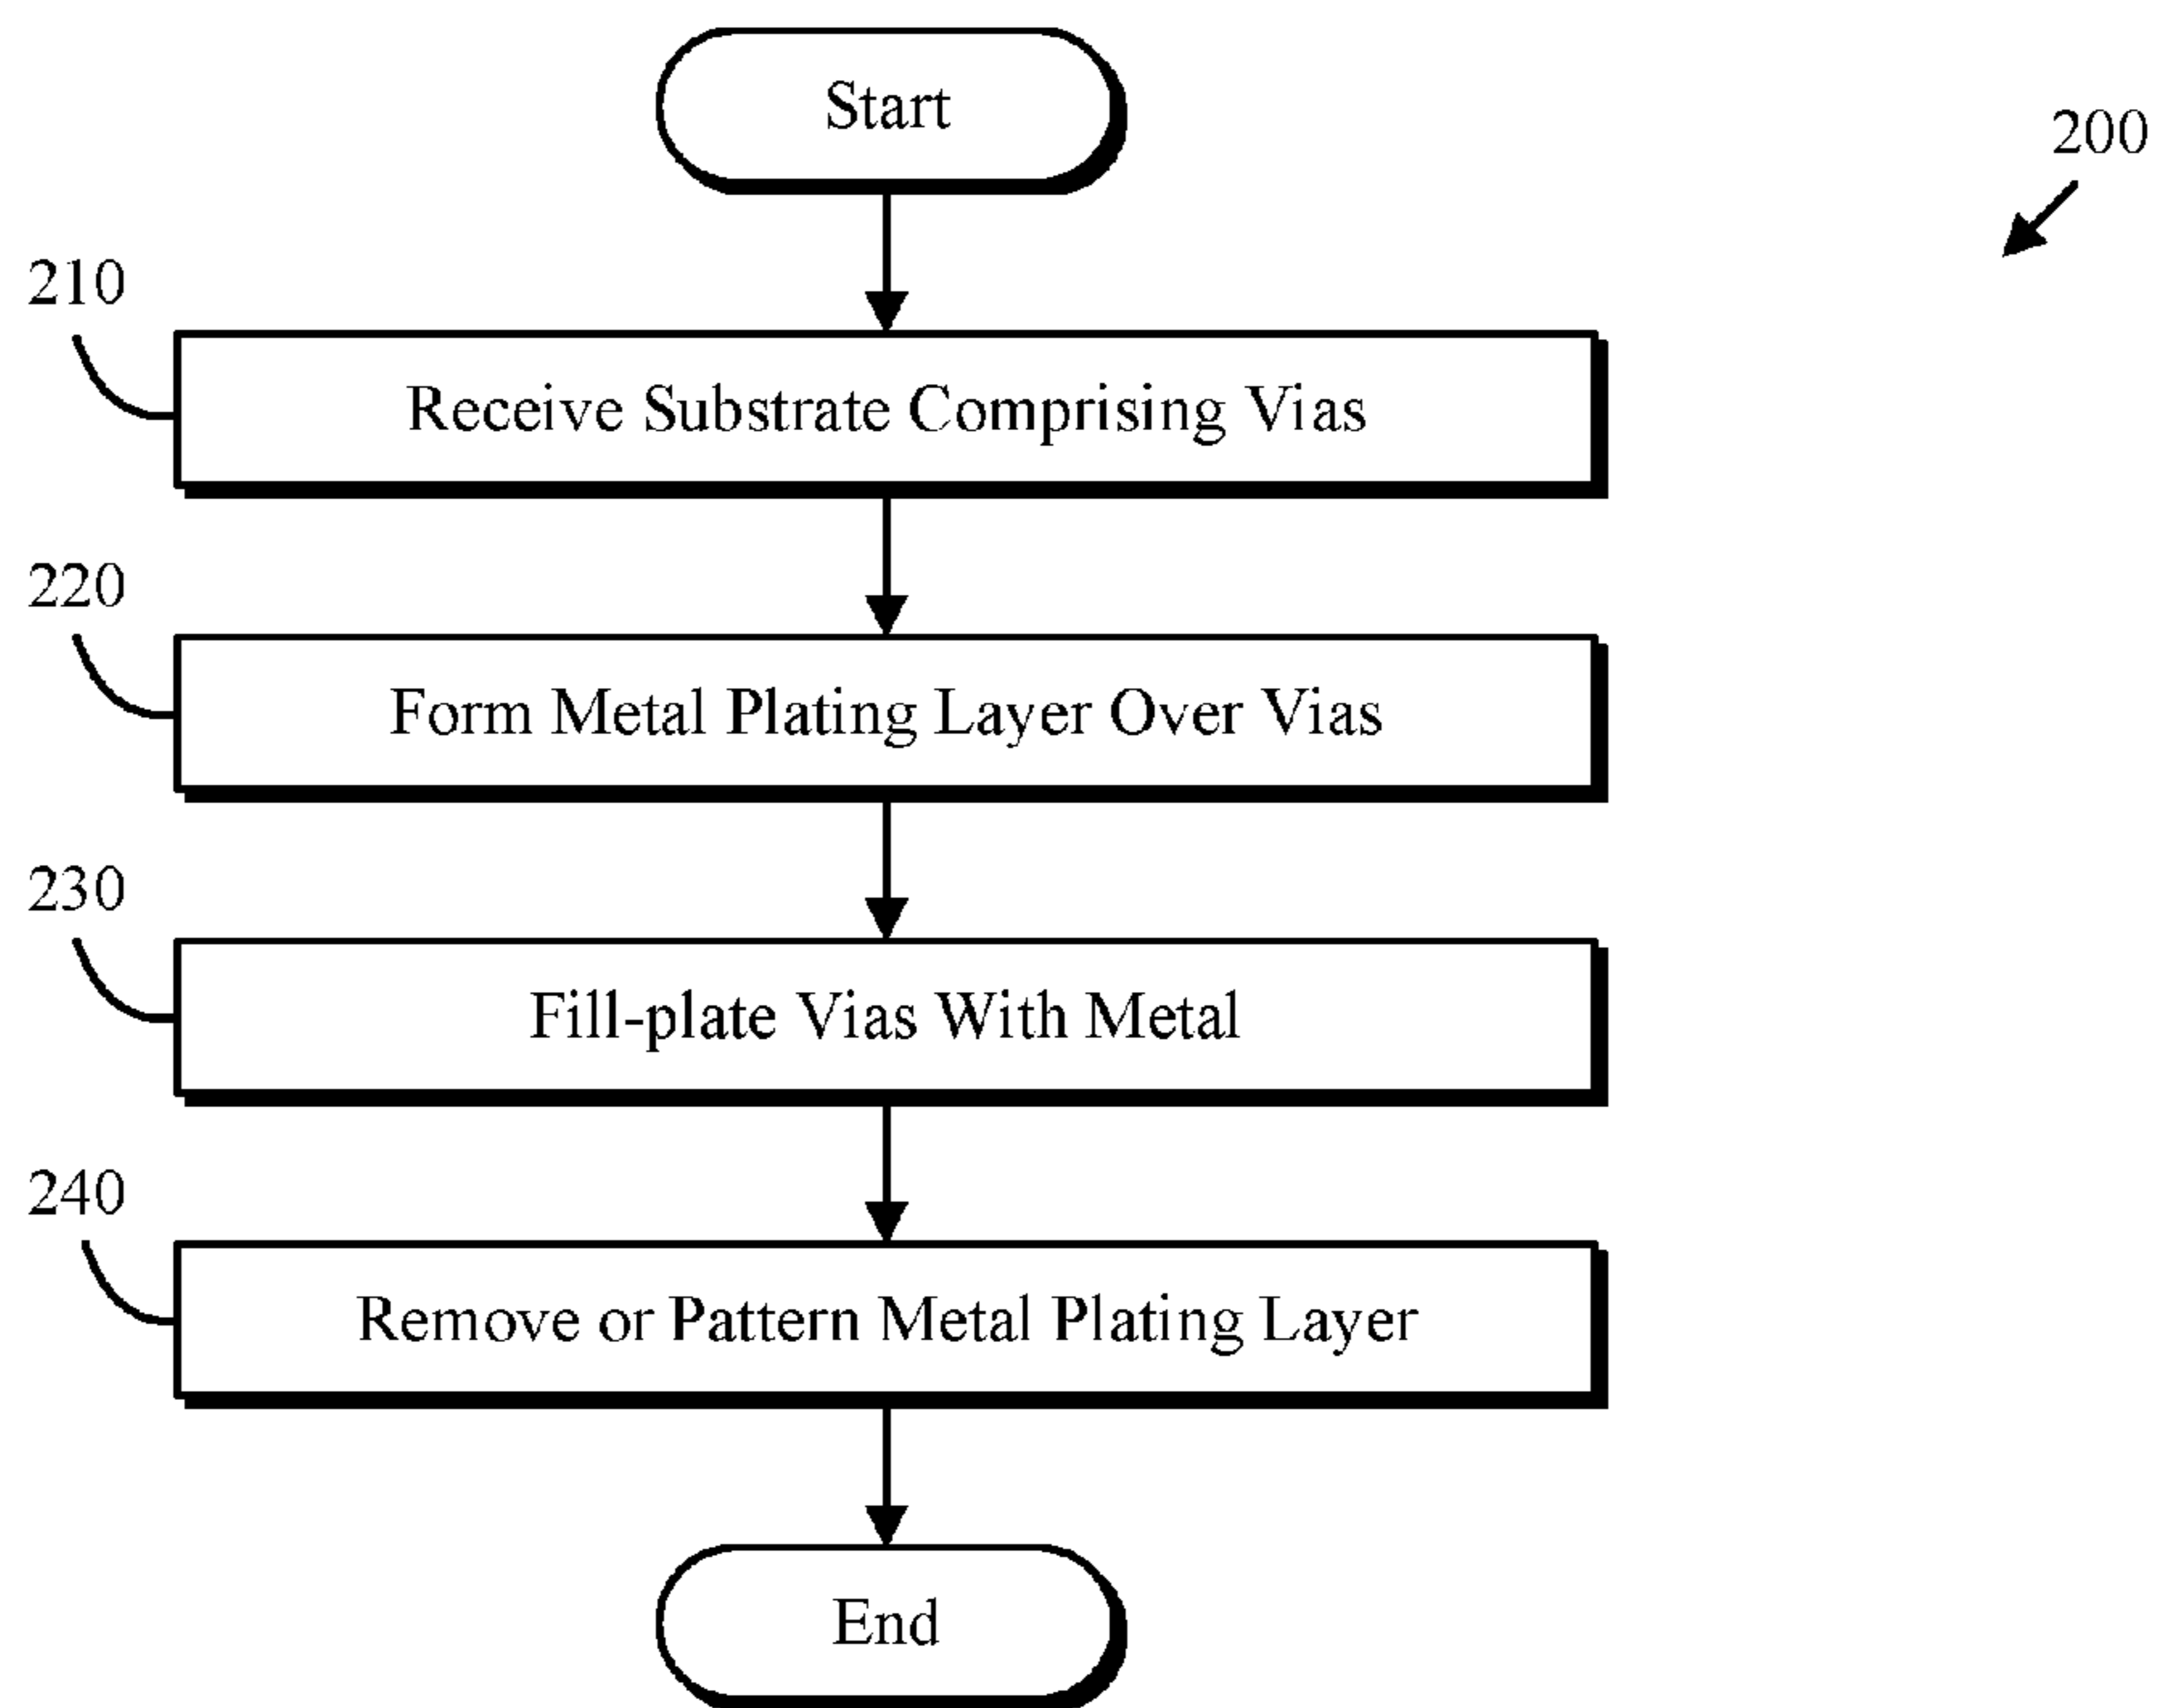 Start
200
210
Receive Substrate Comprising Vias
220
Form Metal Plating Layer Over Vias
230
Fill-plate Vias With Metal
240
Remove or Pattern Metal Plating Layer
End